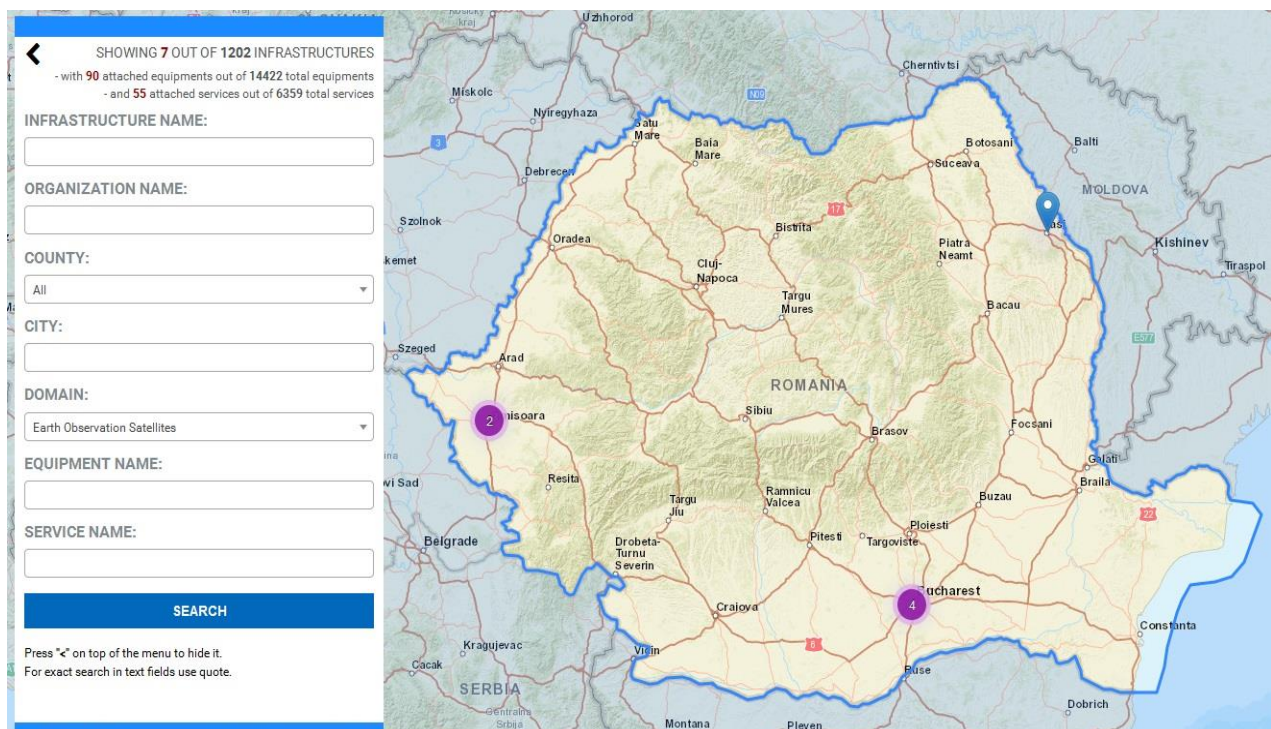 SHOWING 7 OUT OF 1202 INFRASTRUCTURES
- with 90 attached equipments out of 14422 total equipments
- and 55 attached services out of 6359 total services
INFRASTRUCTURE NAME:
ORGANIZATION NAME:
COUNTY:
All
CITY:
DOMAIN:
Earth Observation Satellites
EQUIPMENT NAME:
SERVICE NAME:
SEARCH
Press "<" on top of the menu to hide it.
For exact search in text fields use quote.
Uzhhorod
Cherntivtsi
N09
Miskolc
Nyiregyhaza
3
Satu
Mare
Baia
Mare
Botosani
Balti
Suceava
Debrecen
MOLDOVA
17
Szolnok
Bistrita
Oradea
Piatra
Neamt
Kishinev
Cluj-
Napoca
Tiraspol
Targu
Mures
Bacau
E577
Szeged
Arad
ROMANIA
2
Sibiu
Brasov
Focsani
Galati
Resita
Braila
Ramnicu
Valcea
Buzau
22
Targu
Jiu
Ploiesti
Pitesti
Targoviste
Belgrade
Drobeta-
Turnu
Severin
4
Bucharest
Craiova
Constanta
6
Kragujevac
Vidin
Cacak
Ruse
SERBIA
Centralna
Srbija
Dobrich
Montana
Pleven